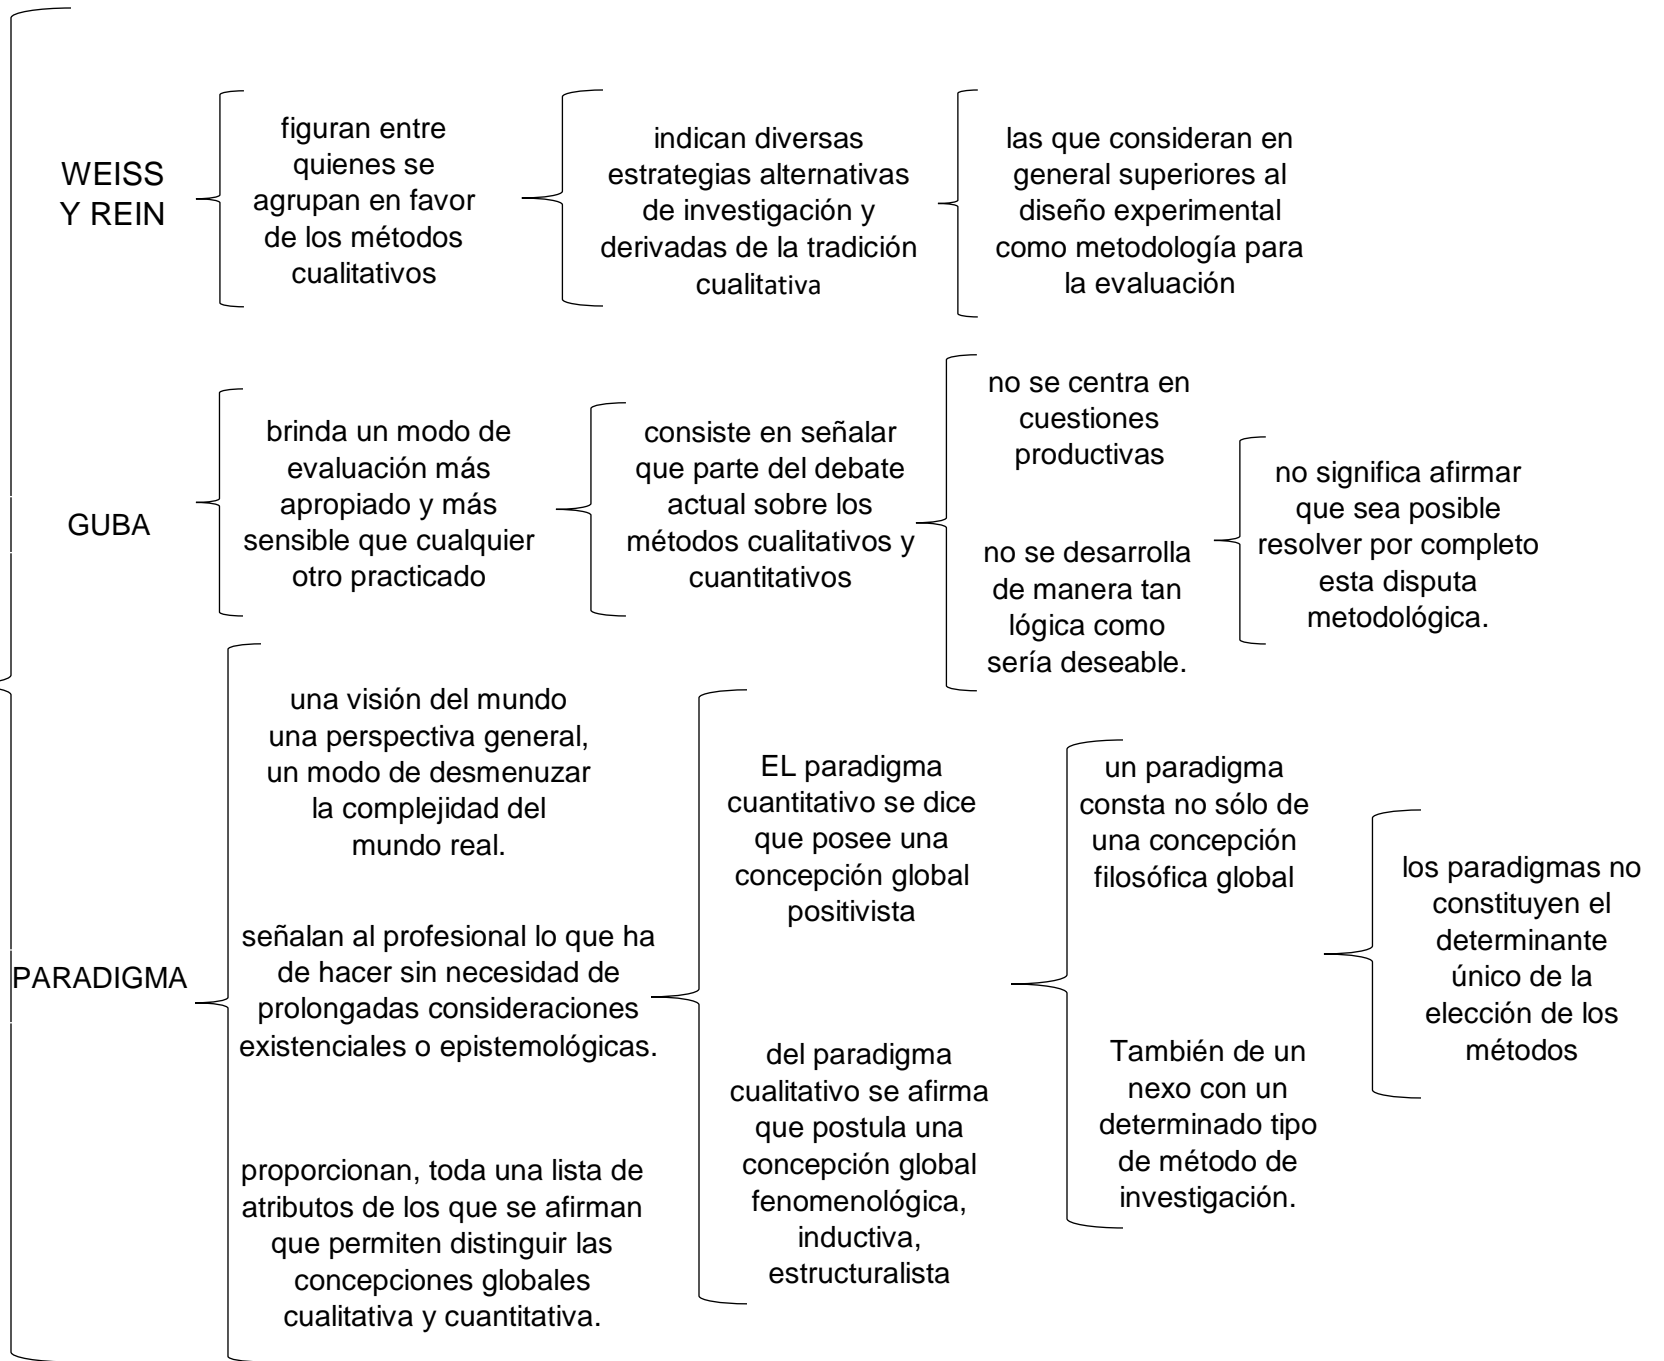 WEISS
Y REIN
figuran entre
quienes se
agrupan en favor
de los métodos
cualitativos
indican diversas
estrategias alternativas
de investigación y
derivadas de la tradición
cualitativa
las que consideran en
general superiores al
diseño experimental
como metodología para
la evaluación
GUBA
brinda un modo de
evaluación más
apropiado y más
sensible que cualquier
otro practicado
consiste en señalar
que parte del debate
actual sobre los
métodos cualitativos y
cuantitativos
no se centra en
cuestiones
productivas
no se desarrolla
de manera tan
lógica como
sería deseable.
no significa afirmar
que sea posible
resolver por completo
esta disputa
metodológica.
PARADIGMA
una visión del mundo
una perspectiva general,
un modo de desmenuzar
la complejidad del
mundo real.
señalan al profesional lo que ha
de hacer sin necesidad de
prolongadas consideraciones
existenciales o epistemológicas.
proporcionan, toda una lista de
atributos de los que se afirman
que permiten distinguir las
concepciones globales
cualitativa y cuantitativa.
EL paradigma
cuantitativo se dice
que posee una
concepción global
positivista
del paradigma
cualitativo se afirma
que postula una
concepción global
fenomenológica,
inductiva,
estructuralista
un paradigma
consta no sólo de
una concepción
filosófica global
También de un
nexo con un
determinado tipo
de método de
investigación.
los paradigmas no
constituyen el
determinante
único de la
elección de los
métodos